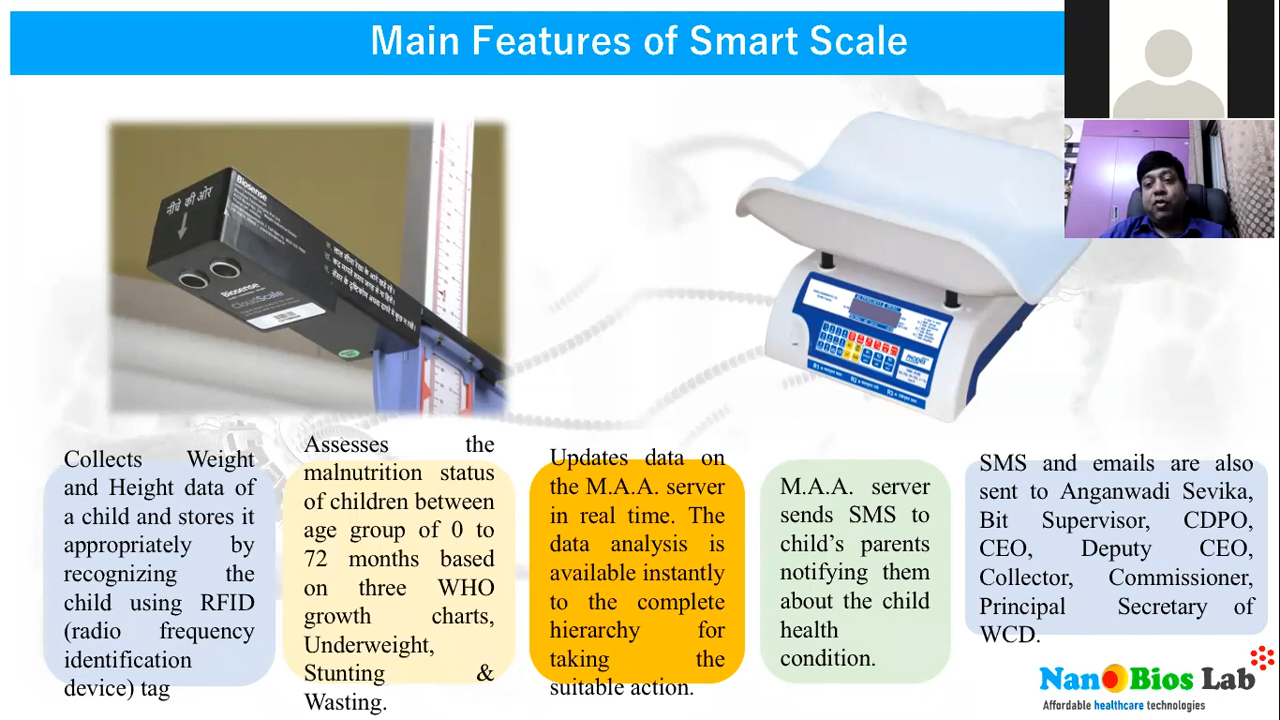 Main Features of Smart Scale
नीचे की ओर
Biosense
Biosense
CloudScale
Collects Weight
and Height data of
a child and stores it
appropriately by
recognizing the
child using RFID
(radio frequency
identification
device) tag
Assesses the
malnutrition status
of children between
age group of 0 to
72 months based
on three WHO
growth charts,
Underweight,
Stunting &
Wasting.
Updates data on
the M.A.A. server
in real time. The
data analysis is
available instantly
to the complete
hierarchy for
taking the
suitable action.
M.A.A. server
sends SMS to
child’s parents
notifying them
about the child
health
condition.
SMS and emails are also
sent to Anganwadi Sevika,
Bit Supervisor, CDPO,
CEO, Deputy CEO,
Collector, Commissioner,
Principal Secretary of
WCD.
NanoBios Lab
Affordable healthcare technologies